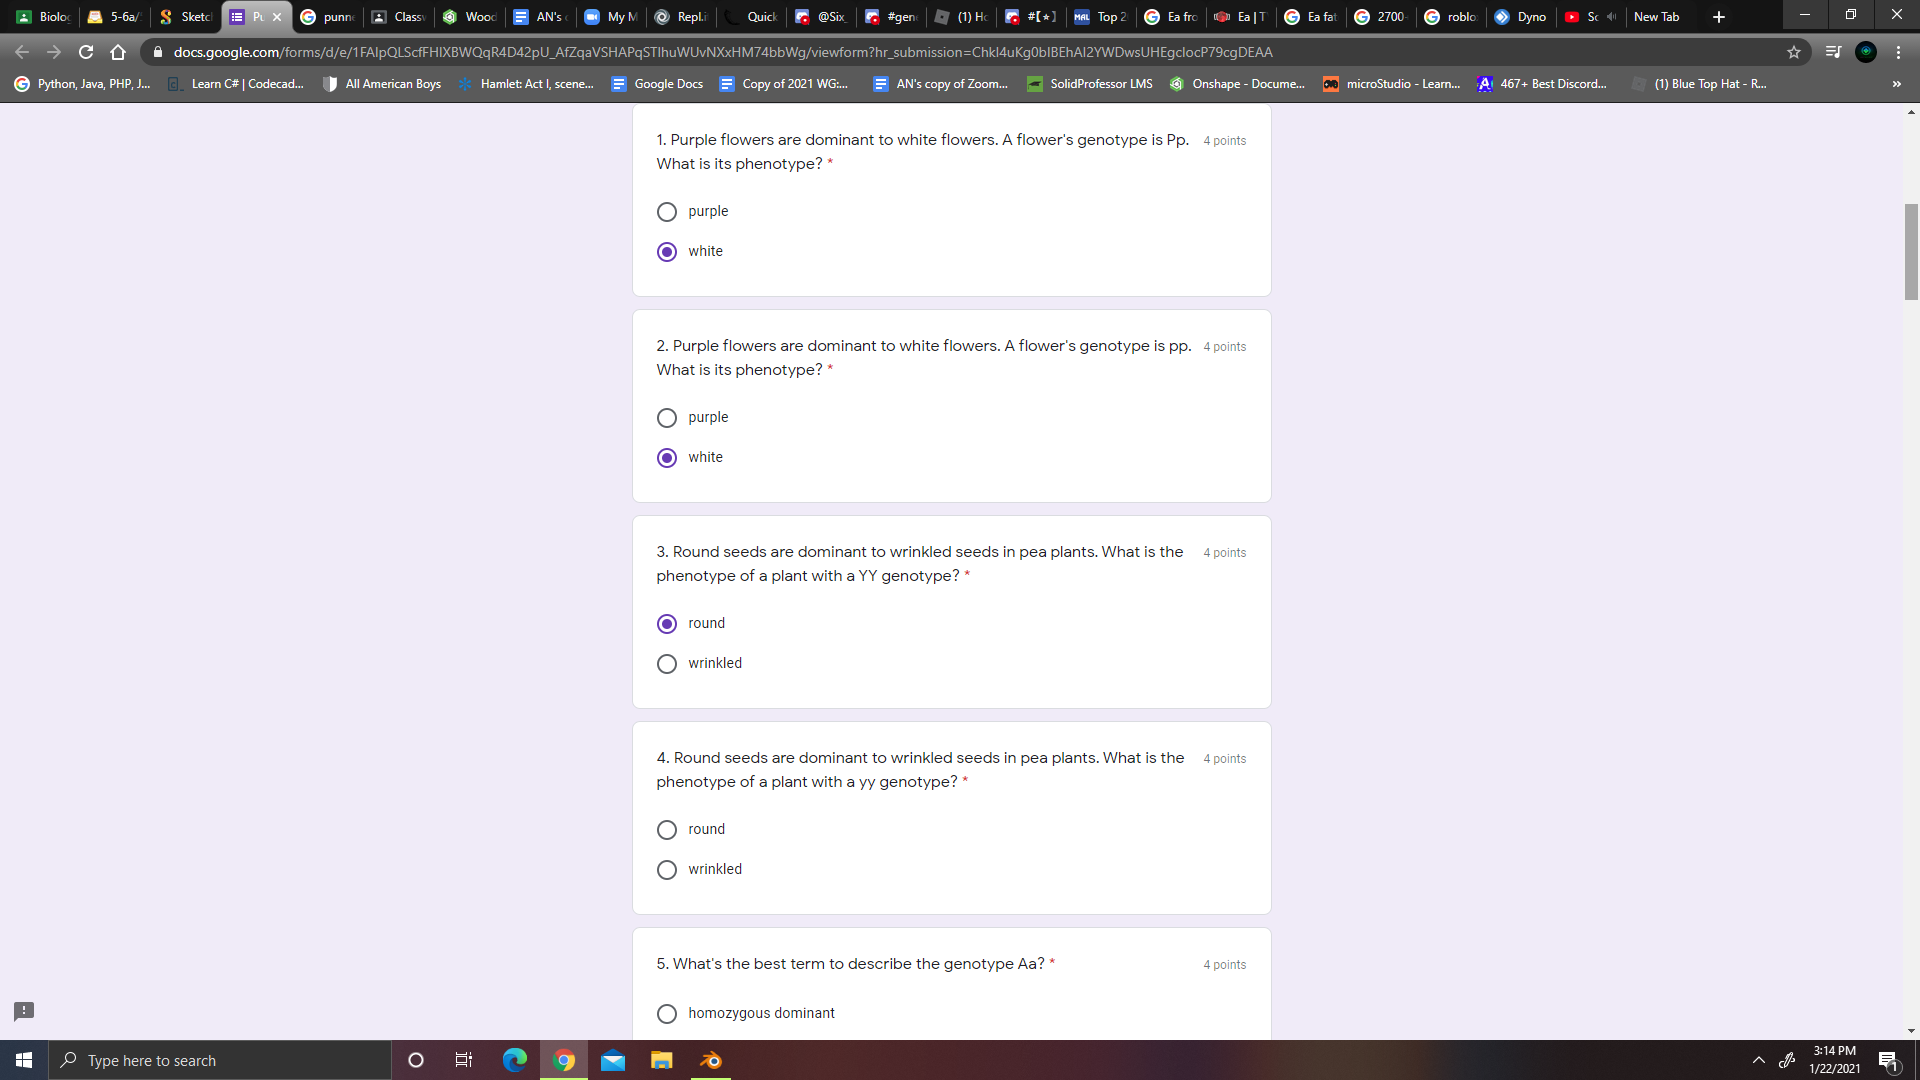 Biolog 5-6a/ Sketcl Pu punne Classv Wood AN's My M Repl.i Quick @Six_ #gen (1) Hc #[★] MAL Top 2 Ea fro Ea | T Ea fat 2700- roblo Dyno Sc New Tab
docs.google.com/forms/d/e/1FAIpQLScfFHIXBWQqR4D42pU_AfZqaVSHAPqSTlhuWUvNXxHM74bbWg/viewform?hr_submission=ChkI4uKg0bIBEhAI2YWDwsUHEgcIocP79cgDEAA
Python, Java, PHP, J... Learn C# | Codecad... All American Boys Hamlet: Act I, scene... Google Docs Copy of 2021 WG:... AN's copy of Zoom... SolidProfessor LMS Onshape - Docume... microStudio - Learn... 467+ Best Discord... (1) Blue Top Hat - R... »
1. Purple flowers are dominant to white flowers. A flower's genotype is Pp. 4 points
What is its phenotype? *
purple
white
2. Purple flowers are dominant to white flowers. A flower's genotype is pp. 4 points
What is its phenotype? *
purple
white
3. Round seeds are dominant to wrinkled seeds in pea plants. What is the 4 points
phenotype of a plant with a YY genotype? *
round
wrinkled
4. Round seeds are dominant to wrinkled seeds in pea plants. What is the 4 points
phenotype of a plant with a yy genotype? *
round
wrinkled
5. What's the best term to describe the genotype Aa? * 4 points
homozygous dominant
Type here to search
3:14 PM
1/22/2021
1